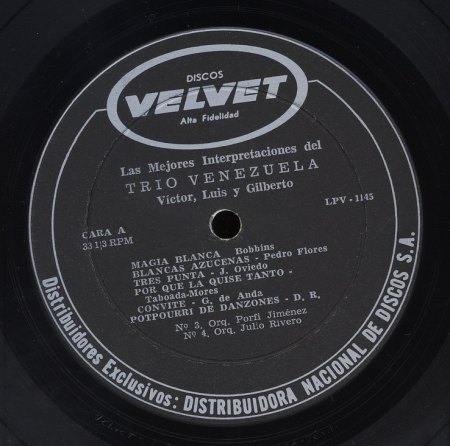 DISCOS
VELVET
Alta Fidelidad
Las Mejores Interpretaciones del
TRIO VENEZUELA
Víctor, Luis y Gilberto
LPV - 1145
CARA A
33 1/3 RPM
MAGIA BLANCA Bobbins
BLANCAS AZUCENAS - Pedro Flores
TRES PUNTA - J. Oviedo
POR QUE LA QUISE TANTO -
Taboada-Mores
CONVITE - G. de Anda
POTPOURRI DE DANZONES - D. R.
Nº 3, Orq. Porfi Jiménez
Nº 4, Orq. Julio Rivero
Distribuidores Exclusivos: DISTRIBUIDORA NACIONAL DE DISCOS S.A.